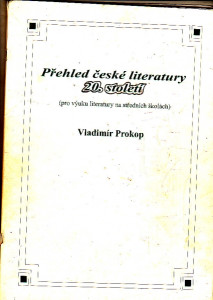 Přehled české literatury
20. století
(pro výuku literatury na středních školách)
Vladimír Prokop